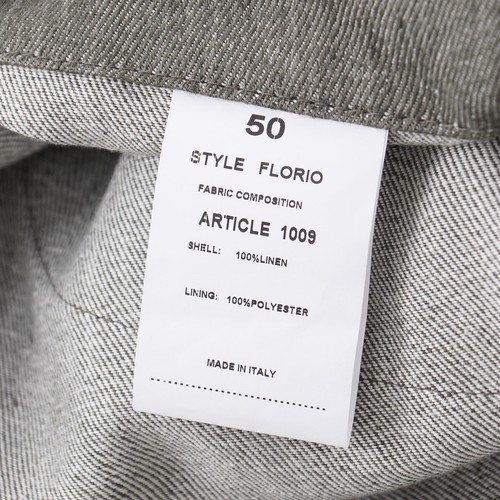 50
STYLE FLORIO
FABRIC COMPOSITION
ARTICLE 1009
SHELL: 100%LINEN
LINING: 100%POLYESTER
MADE IN ITALY